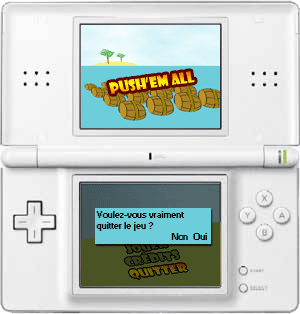 PUSH'EM ALL
Voulez-vous vraiment
quitter le jeu ?
Non Oui
JOUER
CREDITS
QUITTER
X
Y A
B
START
SELECT